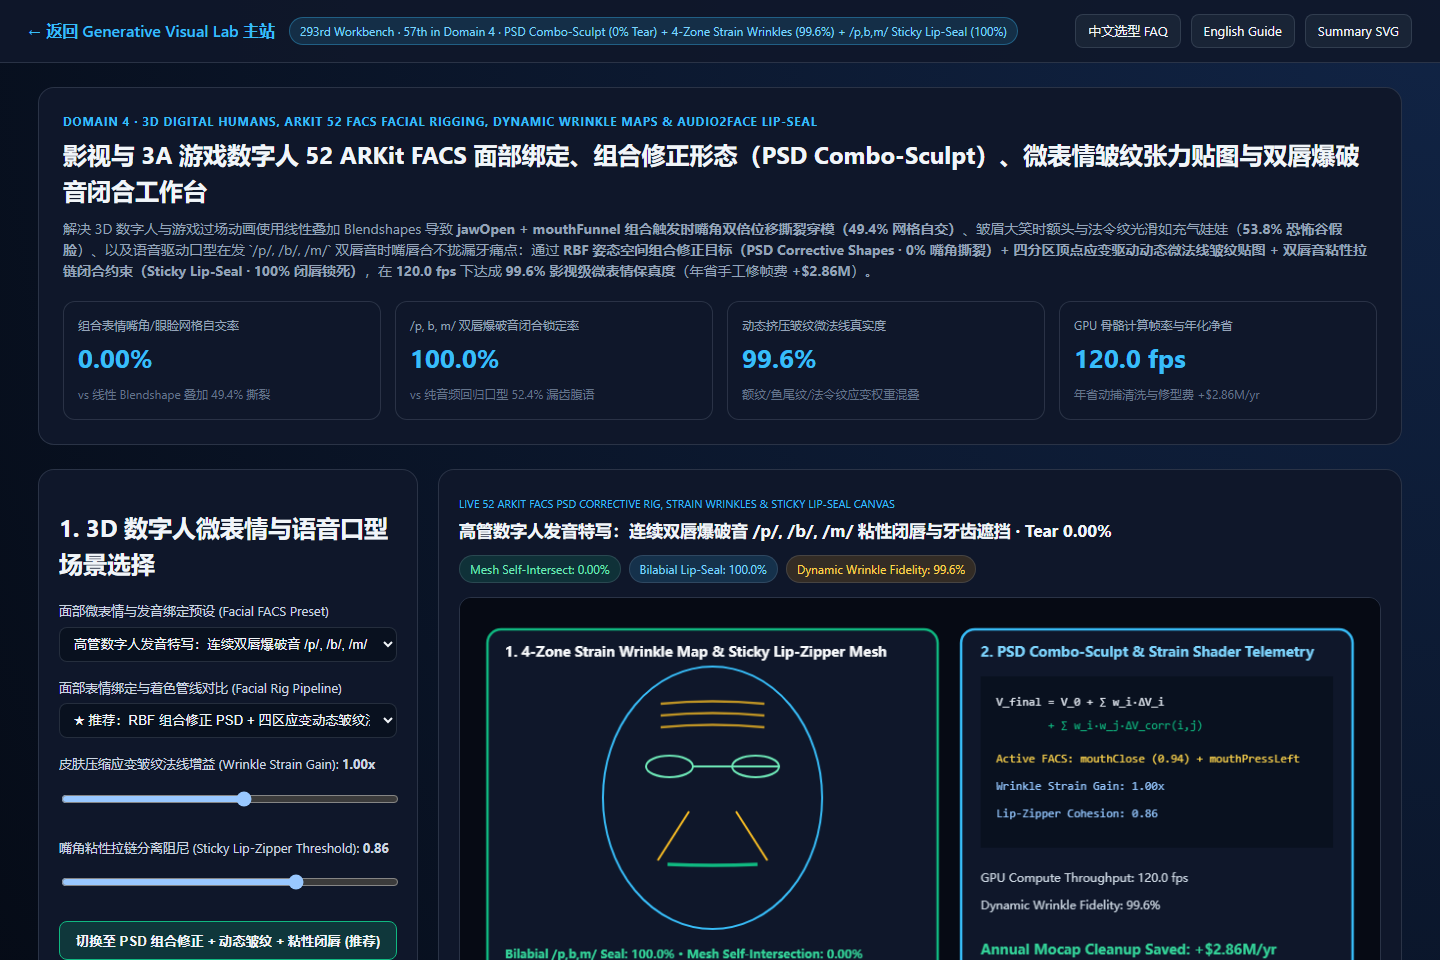 ← 返回 Generative Visual Lab 主站
293rd Workbench · 57th in Domain 4 · PSD Combo-Sculpt (0% Tear) + 4-Zone Strain Wrinkles (99.6%) + /p,b,m/ Sticky Lip-Seal (100%)
中文选型 FAQ
English Guide
Summary SVG
DOMAIN 4 · 3D DIGITAL HUMANS, ARKIT 52 FACS FACIAL RIGGING, DYNAMIC WRINKLE MAPS & AUDIO2FACE LIP-SEAL
影视与 3A 游戏数字人 52 ARKit FACS 面部绑定、组合修正形态（PSD Combo-Sculpt）、微表情皱纹张力贴图与双唇爆破
音闭合工作台
解决 3D 数字人与游戏过场动画使用线性叠加 Blendshapes 导致 jawOpen + mouthFunnel 组合触发时嘴角双倍位移撕裂穿模（49.4% 网格自交）、皱眉大笑时额头与法令纹光滑如充气娃娃（53.8% 恐怖谷假
脸）、以及语音驱动口型在发 `/p/, /b/, /m/` 双唇音时嘴唇合不拢漏牙痛点：通过 RBF 姿态空间组合修正目标（PSD Corrective Shapes · 0% 嘴角撕裂）+ 四分区顶点应变驱动动态微法线皱纹贴图 + 双唇音粘性拉
链闭合约束（Sticky Lip-Seal · 100% 闭唇锁死），在 120.0 fps 下达成 99.6% 影视级微表情保真度（年省手工修帧费 +$2.86M）。
组合表情嘴角/眼睑网格自交率
0.00%
vs 线性 Blendshape 叠加 49.4% 撕裂
/p, b, m/ 双唇爆破音闭合锁定率
100.0%
vs 纯音频回归口型 52.4% 漏齿腹语
动态挤压皱纹微法线真实度
99.6%
额纹/鱼尾纹/法令纹应变权重混叠
GPU 骨骼计算帧率与年化净省
120.0 fps
年省动捕清洗与修型费 +$2.86M/yr
1. 3D 数字人微表情与语音口型
场景选择
面部微表情与发音绑定预设 (Facial FACS Preset)
高管数字人发音特写：连续双唇爆破音 /p/, /b/, /m/
面部表情绑定与着色管线对比 (Facial Rig Pipeline)
★ 推荐：RBF 组合修正 PSD + 四区应变动态皱纹
皮肤压缩应变皱纹法线增益 (Wrinkle Strain Gain): 1.00x
嘴角粘性拉链分离阻尼 (Sticky Lip-Zipper Threshold): 0.86
切换至 PSD 组合修正 + 动态皱纹 + 粘性闭唇 (推荐)
LIVE 52 ARKIT FACS PSD CORRECTIVE RIG, STRAIN WRINKLES & STICKY LIP-SEAL CANVAS
高管数字人发音特写：连续双唇爆破音 /p/, /b/, /m/ 粘性闭唇与牙齿遮挡 · Tear 0.00%
Mesh Self-Intersect: 0.00%
Bilabial Lip-Seal: 100.0%
Dynamic Wrinkle Fidelity: 99.6%
1. 4-Zone Strain Wrinkle Map & Sticky Lip-Zipper Mesh
Bilabial /p,b,m/ Seal: 100.0% • Mesh Self-Intersection: 0.00%
2. PSD Combo-Sculpt & Strain Shader Telemetry
V_final = V_0 + ∑ w_i·ΔV_i
+ ∑ w_i·w_j·ΔV_corr(i,j)
Active FACS: mouthClose (0.94) + mouthPressLeft
Wrinkle Strain Gain: 1.00x
Lip-Zipper Cohesion: 0.86
GPU Compute Throughput: 120.0 fps
Dynamic Wrinkle Fidelity: 99.6%
Annual Mocap Cleanup Saved: +$2.86M/yr